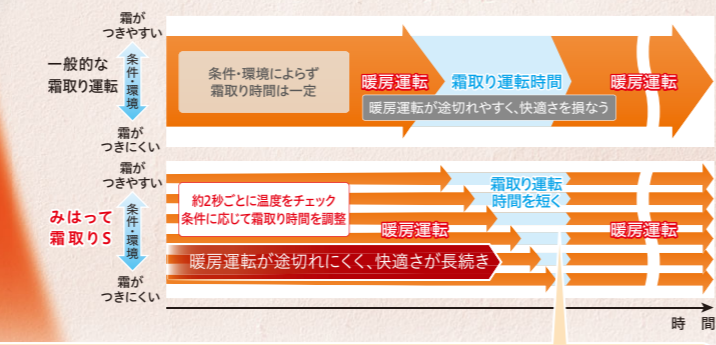 霜が
つきやすい
一般的な
霜取り運転
条件・環境
霜が
つきにくい
条件・環境によらず
霜取り時間は一定
暖房運転
霜取り運転時間
暖房運転
暖房運転が途切れやすく、快適さを損なう
霜が
つきやすい
みはって
霜取りS
条件・環境
霜が
つきにくい
約2秒ごとに温度をチェック
条件に応じて霜取り時間を調整
霜取り運転
時間を短く
暖房運転
暖房運転
暖房運転が途切れにくく、快適さが長続き
時 間